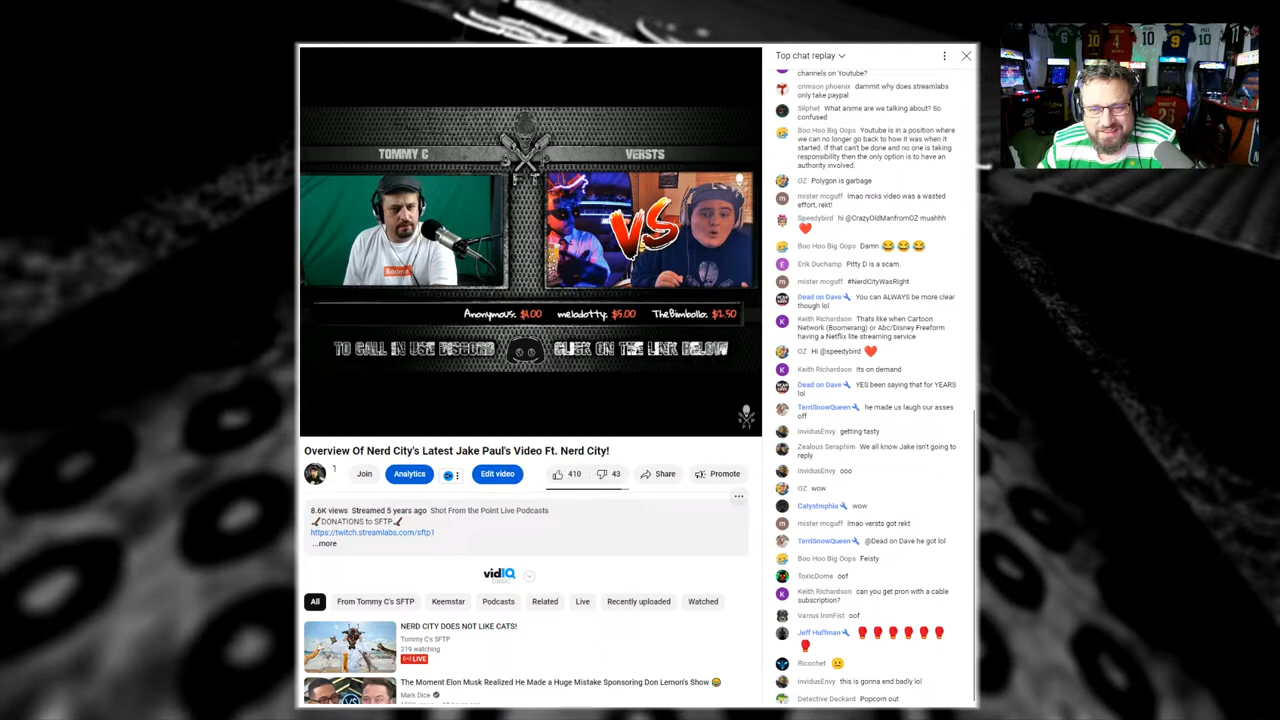 TOMMY C
VERSTS
VS
Boom!
Anonymous: $1.00 meladotty: $5.00 TheBimbollo: $2.50
TO CALL IN USE DISCORD CLICK ON THE LINK BELOW
Overview Of Nerd City's Latest Jake Paul's Video Ft. Nerd City!
1
Join
Analytics
Edit video
410
43
Share
Promote
8.6K views Streamed 5 years ago Shot From the Point Live Podcasts
DONATIONS to SFTP
https://twitch.streamlabs.com/sftp1
...more
vidIQ
Basic
All
From Tommy C's SFTP
Keemstar
Podcasts
Related
Live
Recently uploaded
Watched
NERD CITY DOES NOT LIKE CATS!
Tommy C's SFTP
219 watching
LIVE
The Moment Elon Musk Realized He Made a Huge Mistake Sponsoring Don Lemon's Show
Mark Dice
Top chat replay
channels on Youtube?
crimson phoenix dammit why does streamlabs
only take paypal
Silphet What anime are we talking about? So
confused
Boo Hoo Big Oops Youtube is in a position where
we can no longer go back to how it was when it
started. If that can't be done and no one is taking
responsibility then the only option is to have an
authority involved.
OZ Polygon is garbage
mister mcguff lmao nicks video was a wasted
effort, rekt!
Speedybird hi @CrazyOldManfromOZ muahhh
❤️
Boo Hoo Big Oops Damn 😂😂😂
Erik Duchamp Pitty D is a scam.
mister mcguff #NerdCityWasRight
Dead on Dave You can ALWAYS be more clear
though lol
Keith Richardson Thats like when Cartoon
Network (Boomerang) or Abc/Disney Freeform
having a Netflix lite streaming service
OZ Hi @speedybird ❤️
Keith Richardson Its on demand
Dead on Dave YES been saying that for YEARS
lol
TerriSnowQueen he made us laugh our asses
off
invidusEnvy getting tasty
Zealous Seraphim We all know Jake isn't going to
reply
invidusEnvy ooo
OZ wow
Catystrophia wow
mister mcguff lmao versts got rekt
TerriSnowQueen @Dead on Dave he got lol
Boo Hoo Big Oops Feisty
ToxicDome oof
Keith Richardson can you get pron with a cable
subscription?
Varrus IronFist oof
Jeff Huffman 🥊🥊🥊🥊🥊🥊
🥊
Ricochet 😐
invidusEnvy this is gonna end badly lol
Detective Deckard Popcorn out